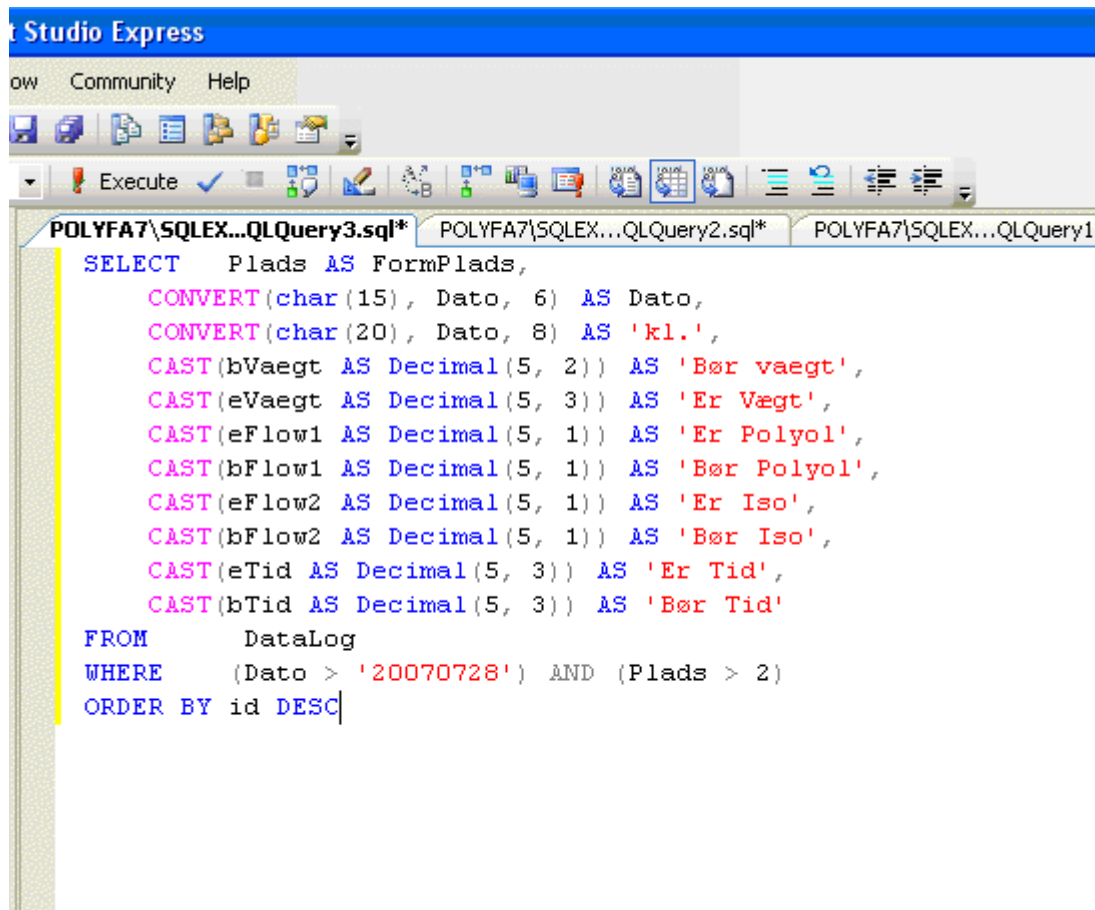 t Studio Express
ow Community Help
Execute
POLYFA7\SQLEX...QLQuery3.sql* POLYFA7\SQLEX...QLQuery2.sql* POLYFA7\SQLEX...QLQuery1
SELECT Plads AS FormPlads,
CONVERT(char(15), Dato, 6) AS Dato,
CONVERT(char(20), Dato, 8) AS 'kl.',
CAST(bVaegt AS Decimal(5, 2)) AS 'Bør vaegt',
CAST(eVaegt AS Decimal(5, 3)) AS 'Er Vægt',
CAST(eFlow1 AS Decimal(5, 1)) AS 'Er Polyol',
CAST(bFlow1 AS Decimal(5, 1)) AS 'Bør Polyol',
CAST(eFlow2 AS Decimal(5, 1)) AS 'Er Iso',
CAST(bFlow2 AS Decimal(5, 1)) AS 'Bør Iso',
CAST(eTid AS Decimal(5, 3)) AS 'Er Tid',
CAST(bTid AS Decimal(5, 3)) AS 'Bør Tid'
FROM DataLog
WHERE (Dato > '20070728') AND (Plads > 2)
ORDER BY id DESC